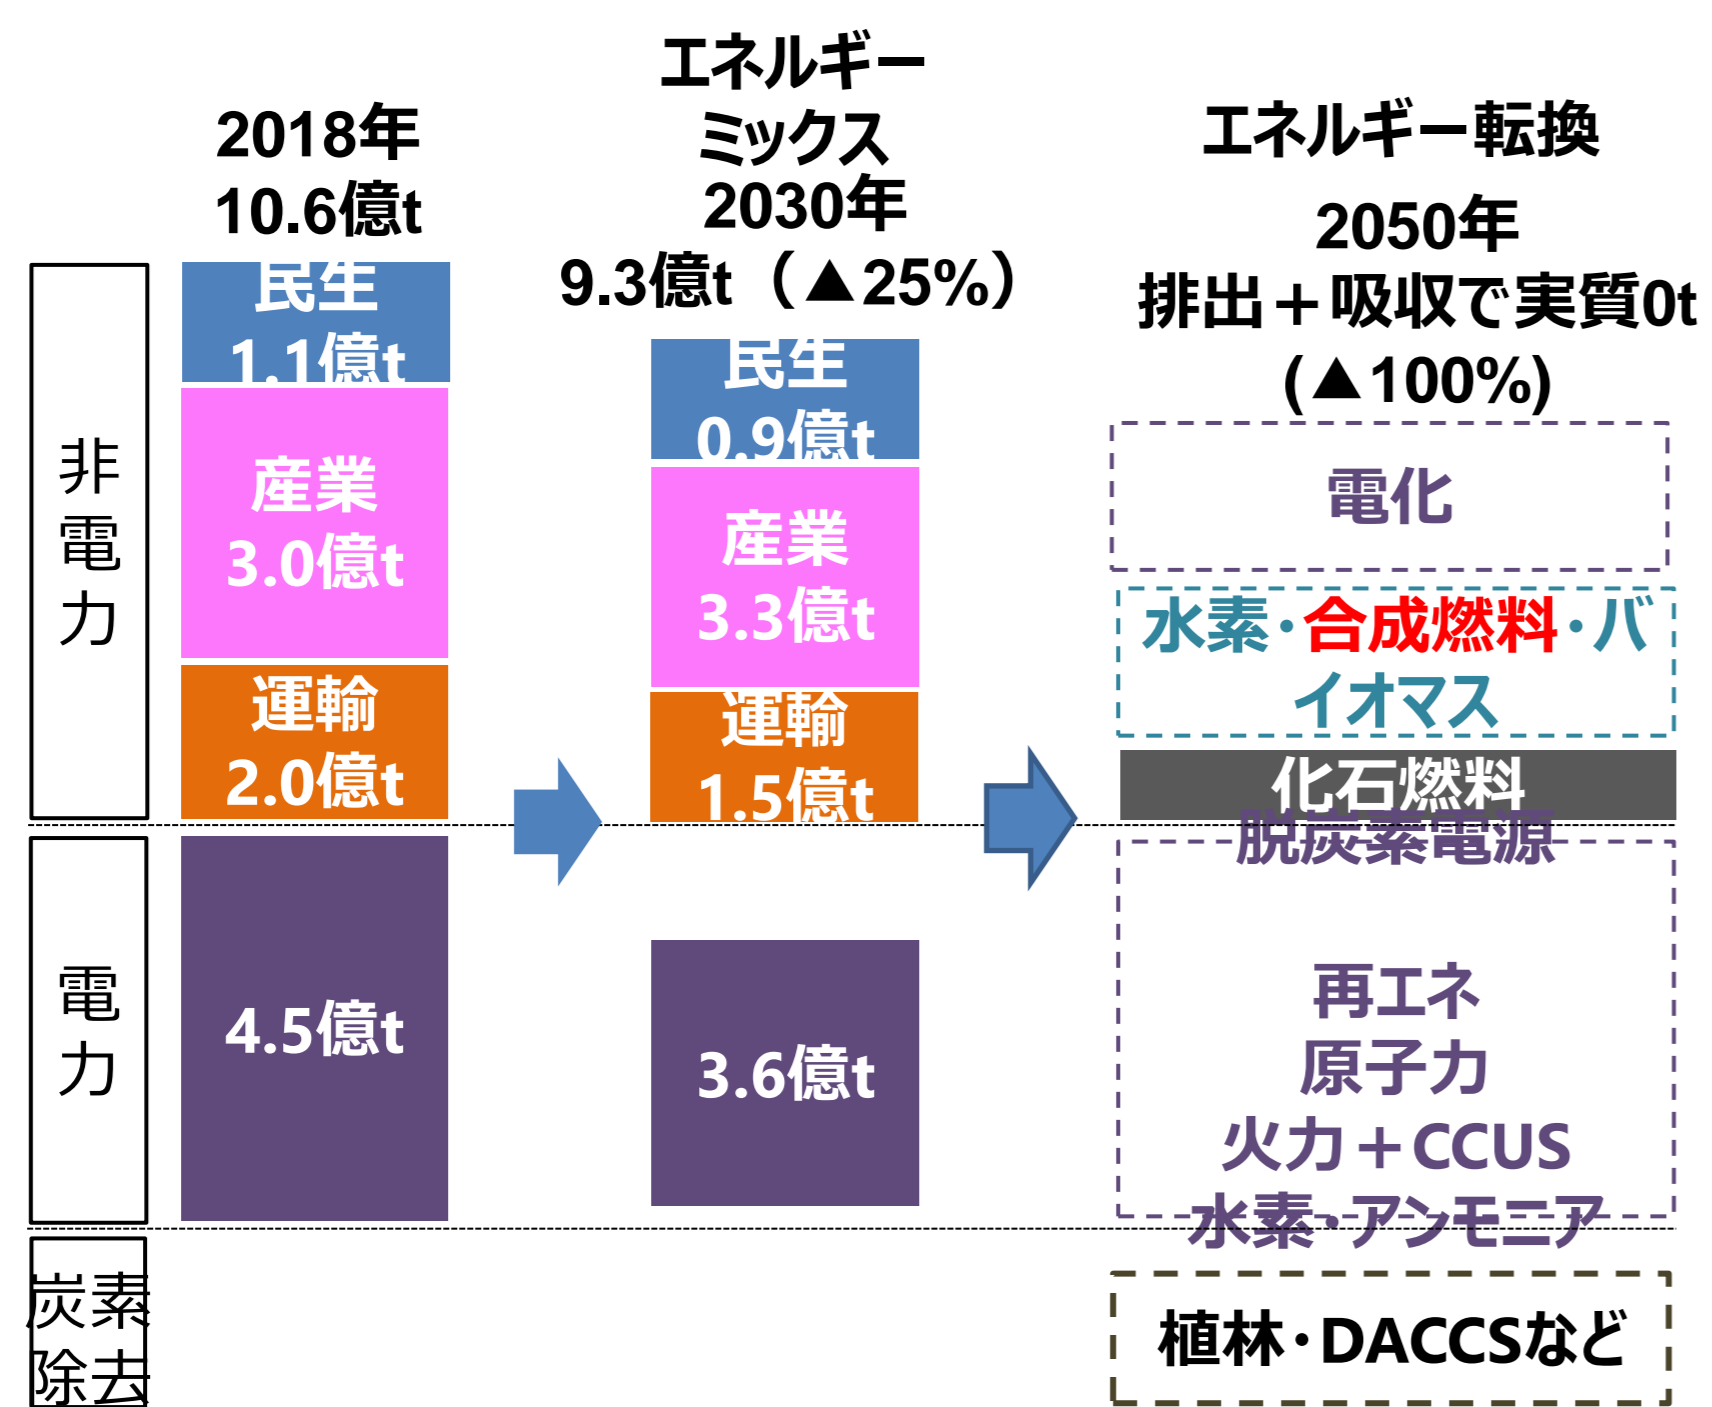 2018年
10.6億t
エネルギー
ミックス
2030年
9.3億t（▲25%）
エネルギー転換
2050年
排出＋吸収で実質0t
(▲100%)
非
電
力
民生
1.1億t
産業
3.0億t
運輸
2.0億t
民生
0.9億t
産業
3.3億t
運輸
1.5億t
電化
水素・合成燃料・バ
イオマス
化石燃料
電
力
4.5億t
3.6億t
脱炭素電源
再エネ
原子力
火力＋CCUS
水素・アンモニア
炭素
除去
植林・DACCSなど